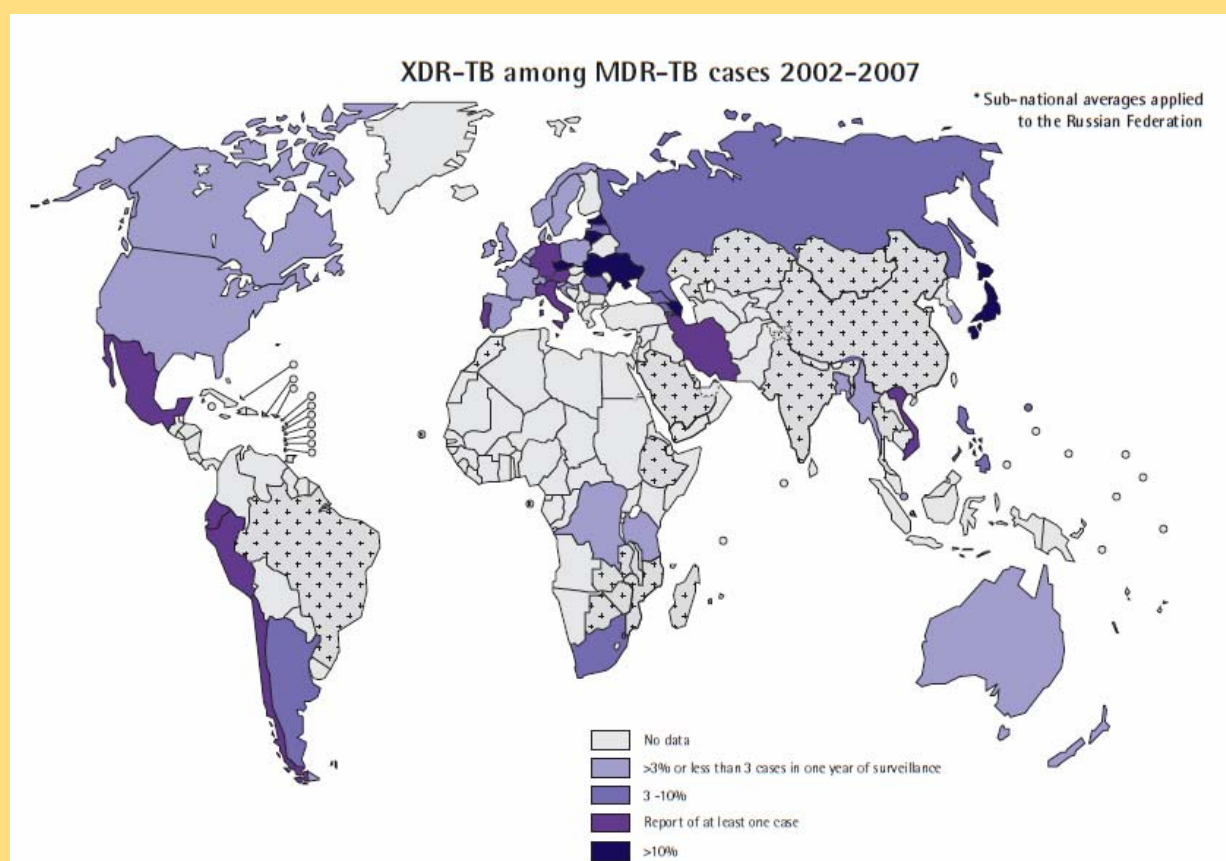 XDR-TB among MDR-TB cases 2002-2007
* Sub-national averages applied
to the Russian Federation
No data
>3% or less than 3 cases in one year of surveillance
3 -10%
Report of at least one case
>10%